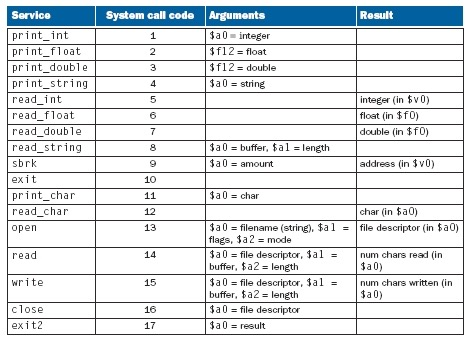 Service System call code Arguments Result
print_int 1 $a0 = integer
print_float 2 $f12 = float
print_double 3 $f12 = double
print_string 4 $a0 = string
read_int 5 integer (in $v0)
read_float 6 float (in $f0)
read_double 7 double (in $f0)
read_string 8 $a0 = buffer, $a1 = length
sbrk 9 $a0 = amount address (in $v0)
exit 10
print_char 11 $a0 = char
read_char 12 char (in $a0)
open 13 $a0 = filename (string), $a1 = file descriptor (in $a0)
flags, $a2 = mode
read 14 $a0 = file descriptor, $a1 = num chars read (in
buffer, $a2 = length $a0)
write 15 $a0 = file descriptor, $a1 = num chars written (in
buffer, $a2 = length $a0)
close 16 $a0 = file descriptor
exit2 17 $a0 = result